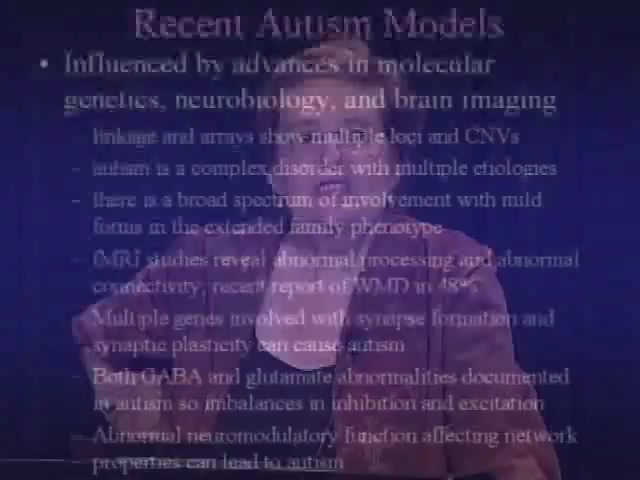 Recent Autism Models
• Influenced by advances in molecular
genetics, neurobiology, and brain imaging
linkage and arrays show multiple loci and CNVs
– autism is a complex disorder with multiple etiologies
– there is a broad spectrum of involvement with mild
forms in the extended family phenotype
– fMRI studies reveal abnormal processing and abnormal
connectivity; recent report of WMD in 48%
– Multiple genes involved with synapse formation and
synaptic plasticity can cause autism
– Both GABA and glutamate abnormalities documented
in autism so imbalances in inhibition and excitation
– Abnormal neuromodulatory function affecting network
– properties can lead to autism